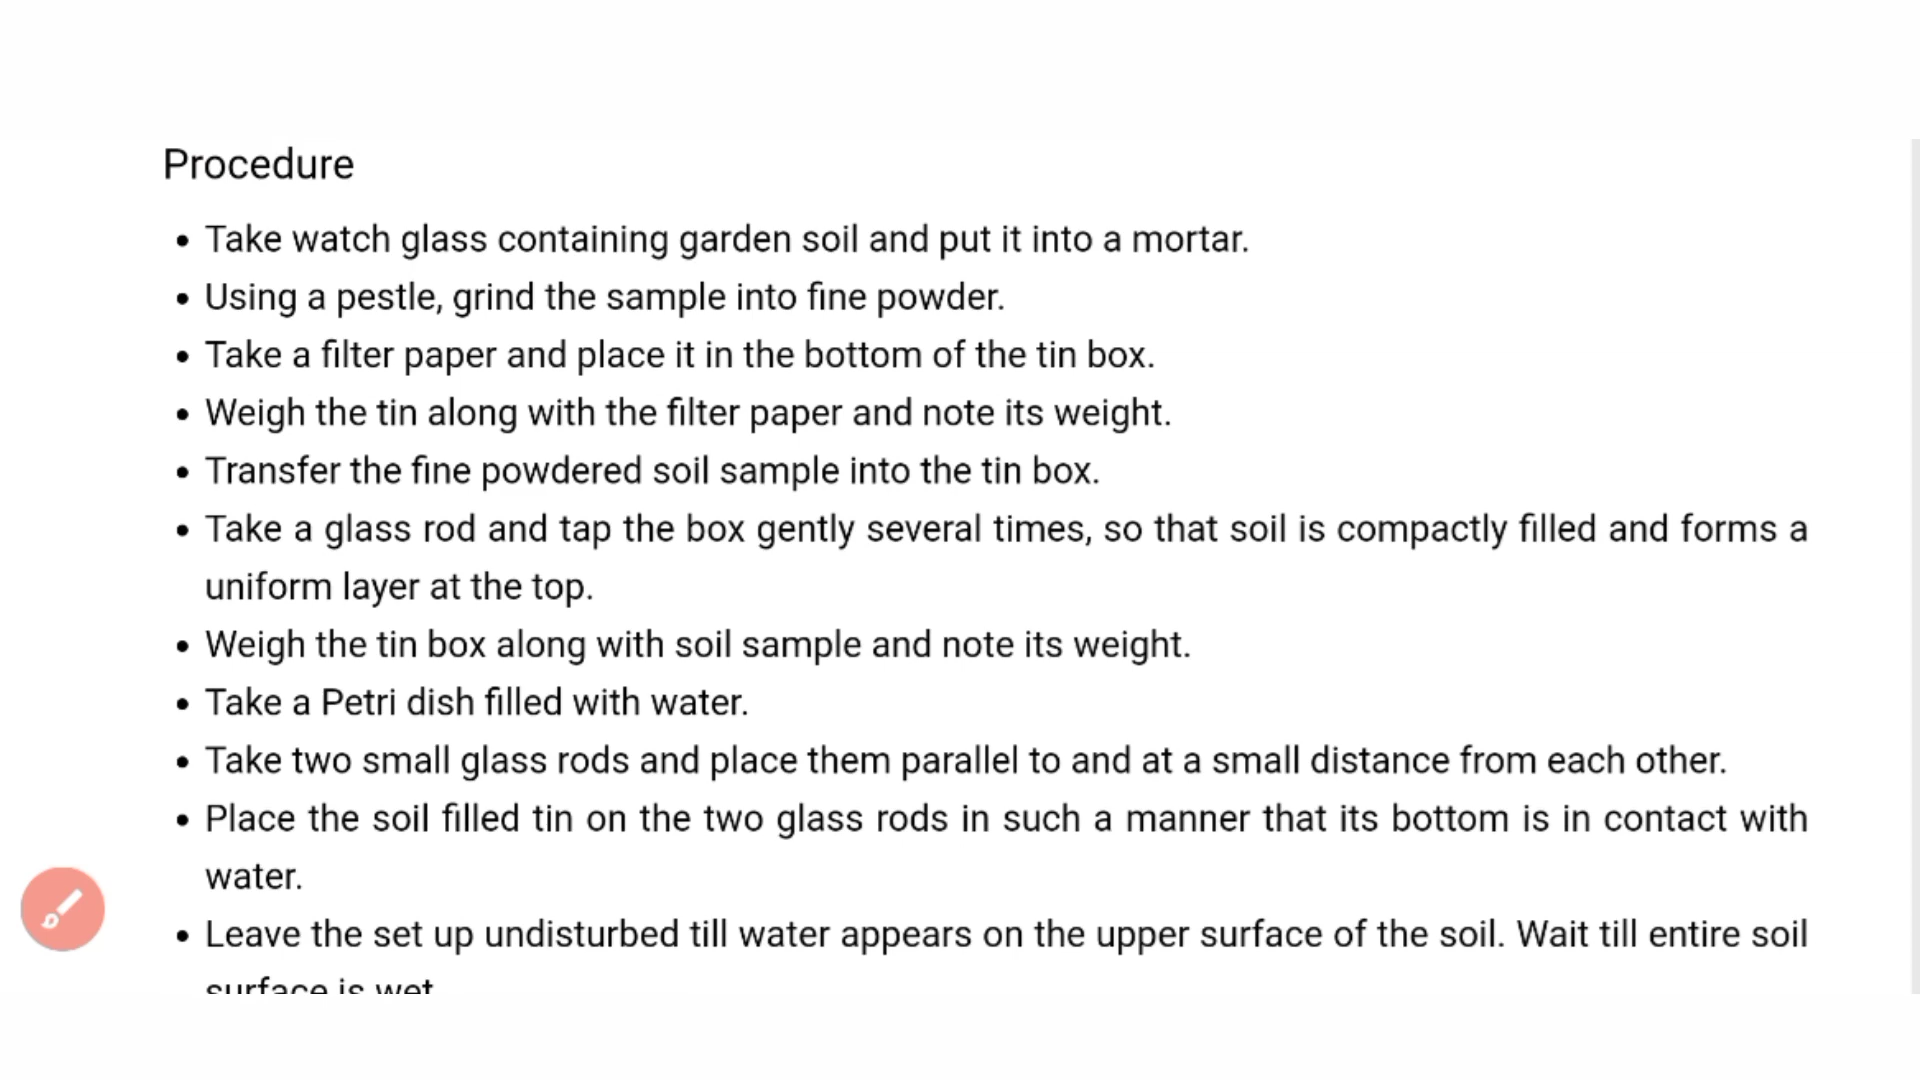 Procedure
• Take watch glass containing garden soil and put it into a mortar.
• Using a pestle, grind the sample into fine powder.
• Take a filter paper and place it in the bottom of the tin box.
• Weigh the tin along with the filter paper and note its weight.
• Transfer the fine powdered soil sample into the tin box.
• Take a glass rod and tap the box gently several times, so that soil is compactly filled and forms a
uniform layer at the top.
• Weigh the tin box along with soil sample and note its weight.
• Take a Petri dish filled with water.
• Take two small glass rods and place them parallel to and at a small distance from each other.
• Place the soil filled tin on the two glass rods in such a manner that its bottom is in contact with
water.
• Leave the set up undisturbed till water appears on the upper surface of the soil. Wait till entire soil
surface is wet